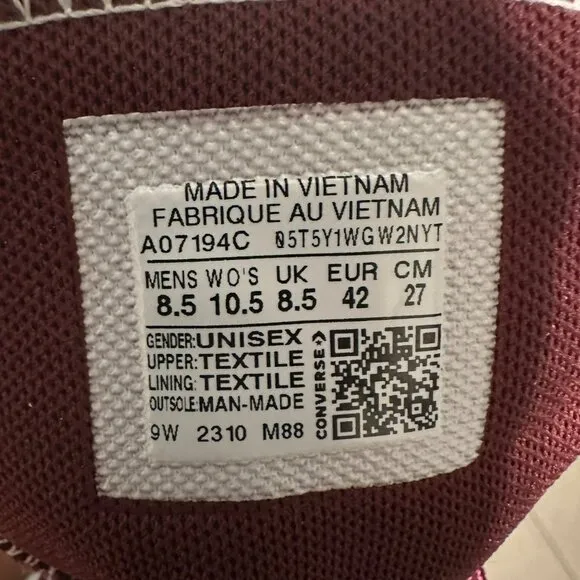 MADE IN VIETNAM
FABRIQUE AU VIETNAM
A07194C 05T5Y1WGW2NYT
MENS WO'S UK EUR CM
8.5 10.5 8.5 42 27
GENDER: UNISEX
UPPER: TEXTILE
LINING: TEXTILE
OUTSOLE: MAN-MADE
9W 2310 M88
CONVERSE